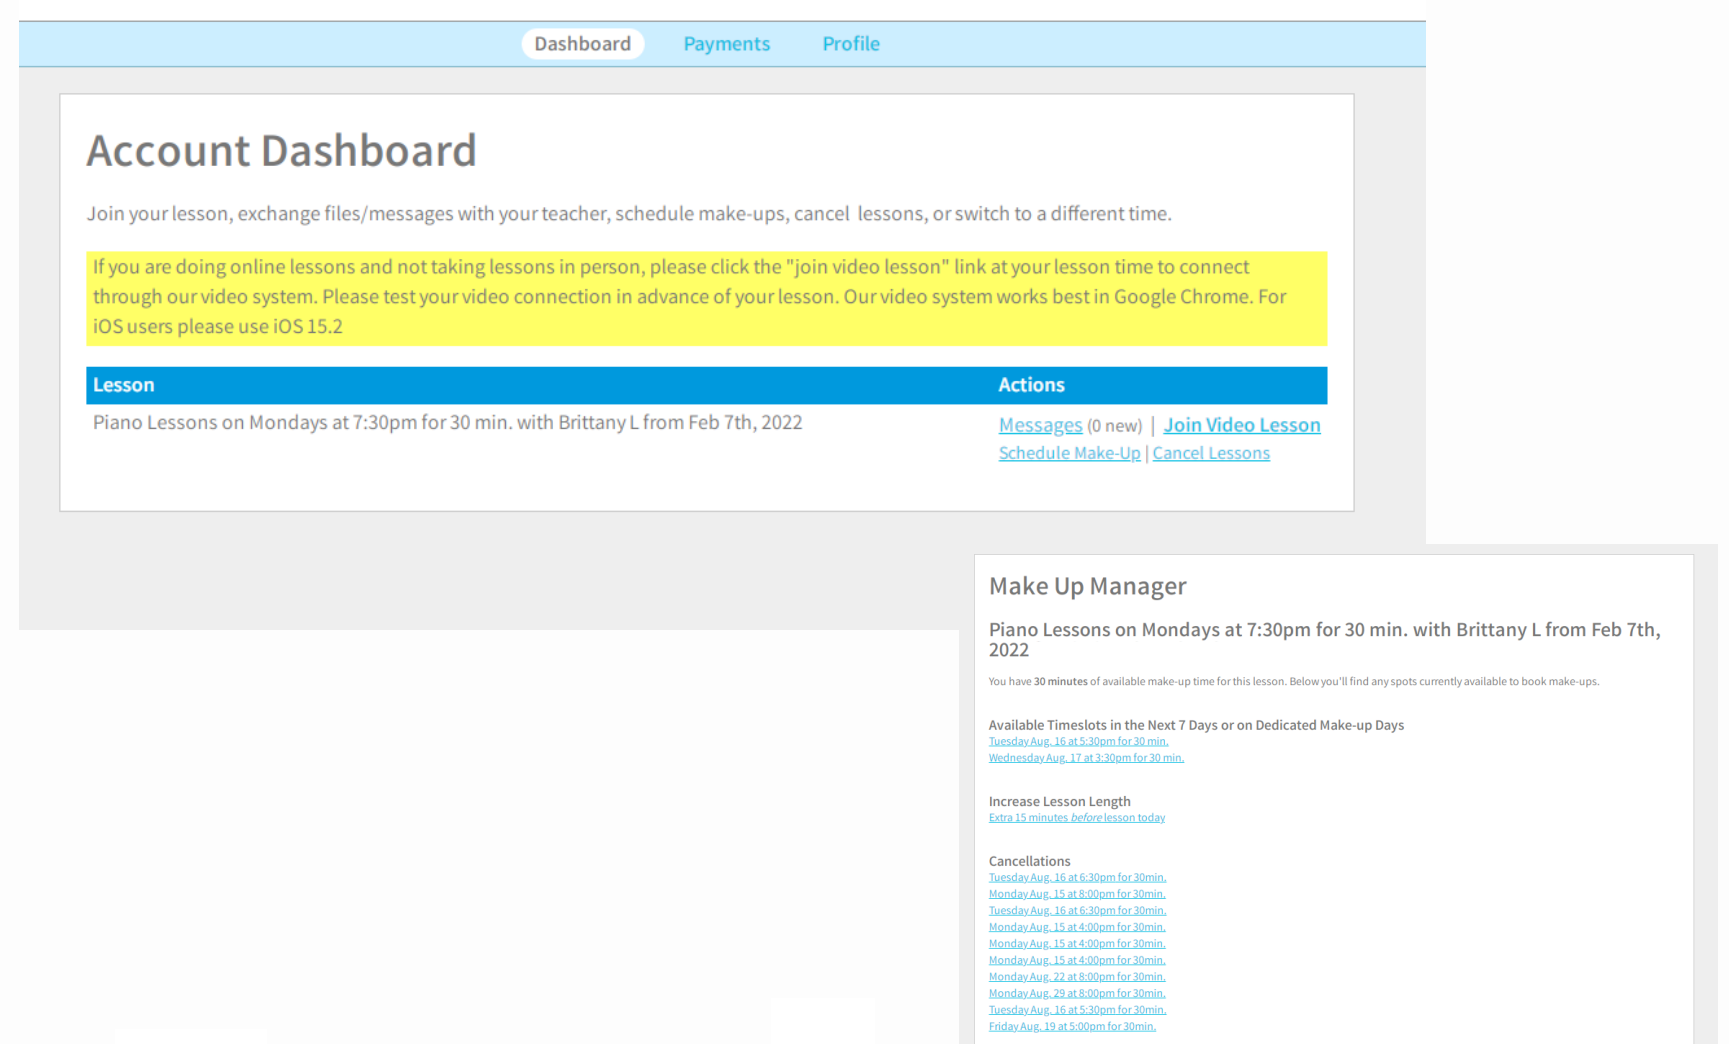 Dashboard Payments Profile
Account Dashboard
Join your lesson, exchange files/messages with your teacher, schedule make-ups, cancel lessons, or switch to a different time.
If you are doing online lessons and not taking lessons in person, please click the "join video lesson" link at your lesson time to connect
through our video system. Please test your video connection in advance of your lesson. Our video system works best in Google Chrome. For
iOS users please use iOS 15.2
Lesson Actions
Piano Lessons on Mondays at 7:30pm for 30 min. with Brittany L from Feb 7th, 2022 Messages (0 new) | Join Video Lesson
Schedule Make-Up | Cancel Lessons
Make Up Manager
Piano Lessons on Mondays at 7:30pm for 30 min. with Brittany L from Feb 7th,
2022
You have 30 minutes of available make-up time for this lesson. Below you'll find any spots currently available to book make-ups.
Available Timeslots in the Next 7 Days or on Dedicated Make-up Days
Tuesday Aug. 16 at 5:30pm for 30 min.
Wednesday Aug. 17 at 3:30pm for 30 min.
Increase Lesson Length
Extra 15 minutes before lesson today
Cancellations
Tuesday Aug. 16 at 6:30pm for 30min.
Monday Aug. 15 at 8:00pm for 30min.
Tuesday Aug. 16 at 6:30pm for 30min.
Monday Aug. 15 at 4:00pm for 30min.
Monday Aug. 15 at 4:00pm for 30min.
Monday Aug. 15 at 4:00pm for 30min.
Monday Aug. 22 at 8:00pm for 30min.
Monday Aug. 29 at 8:00pm for 30min.
Tuesday Aug. 16 at 5:30pm for 30min.
Friday Aug. 19 at 5:00pm for 30min.